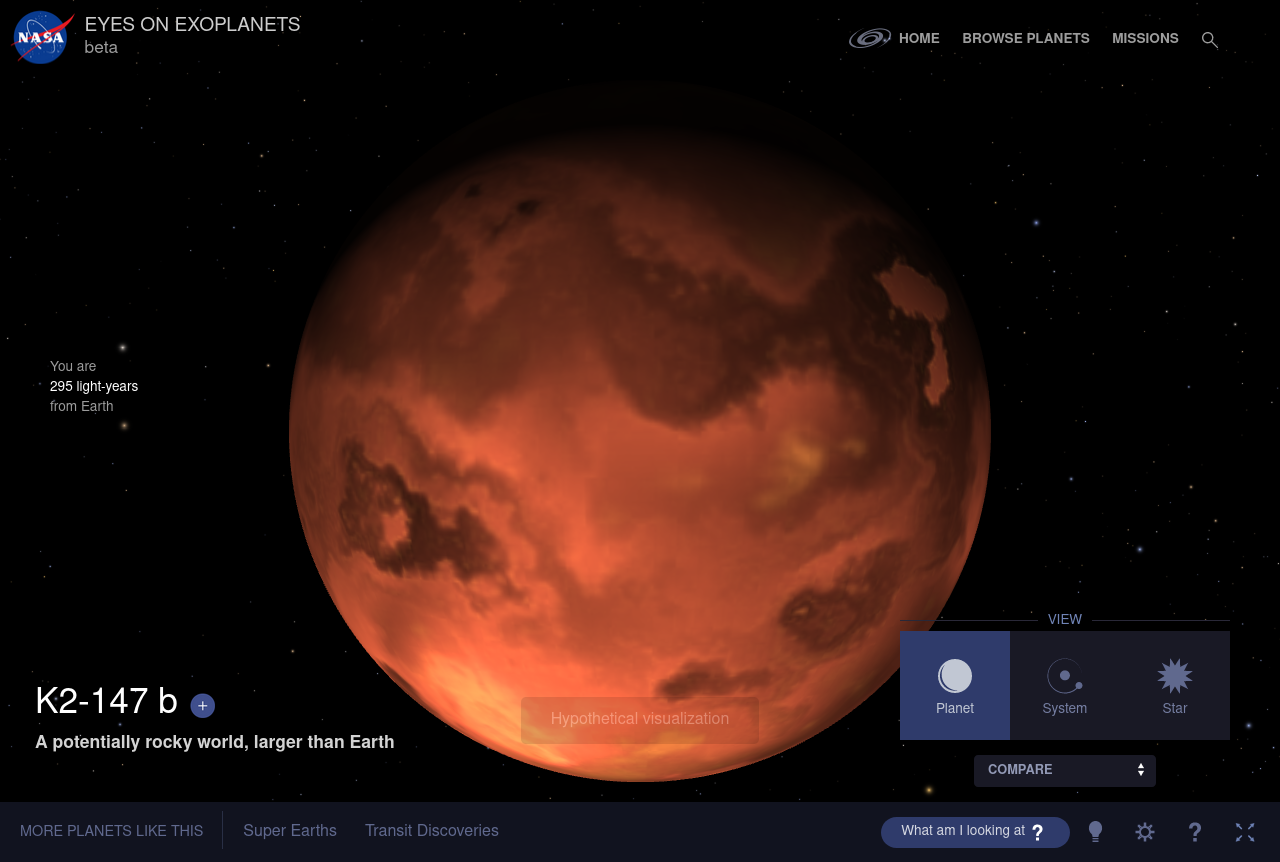 NASA
EYES ON EXOPLANETS
beta
HOME
BROWSE PLANETS
MISSIONS
You are
295 light-years
from Earth
VIEW
Planet
System
Star
K2-147 b +
A potentially rocky world, larger than Earth
Hypothetical visualization
COMPARE
MORE PLANETS LIKE THIS
Super Earths
Transit Discoveries
What am I looking at ?
?